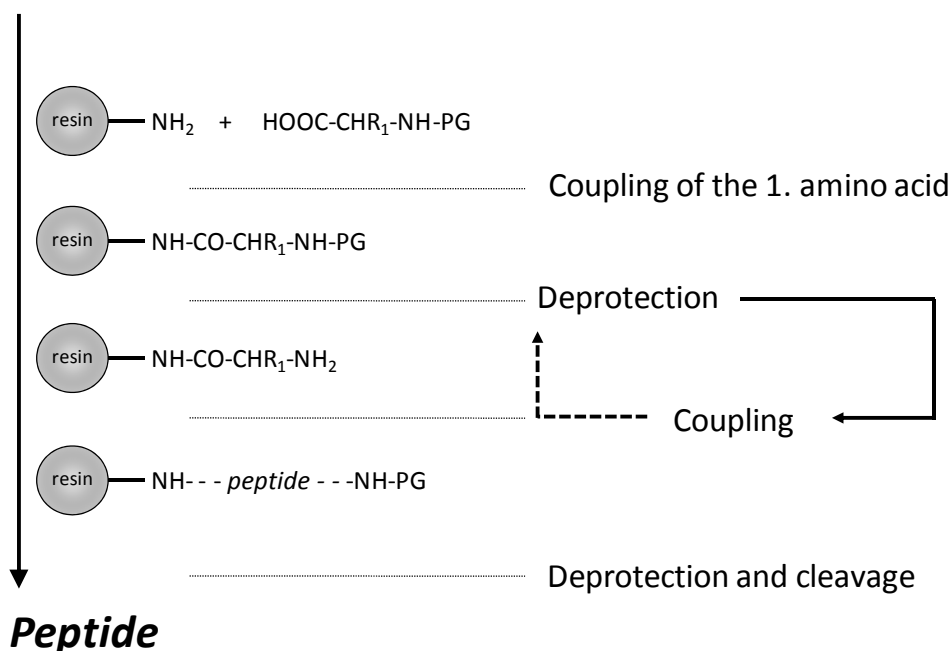 resin NH₂ + HOOC-CHR₁-NH-PG
Coupling of the 1. amino acid
resin NH-CO-CHR₁-NH-PG
Deprotection
resin NH-CO-CHR₁-NH₂
Coupling
resin NH- - - peptide - - -NH-PG
Deprotection and cleavage
Peptide